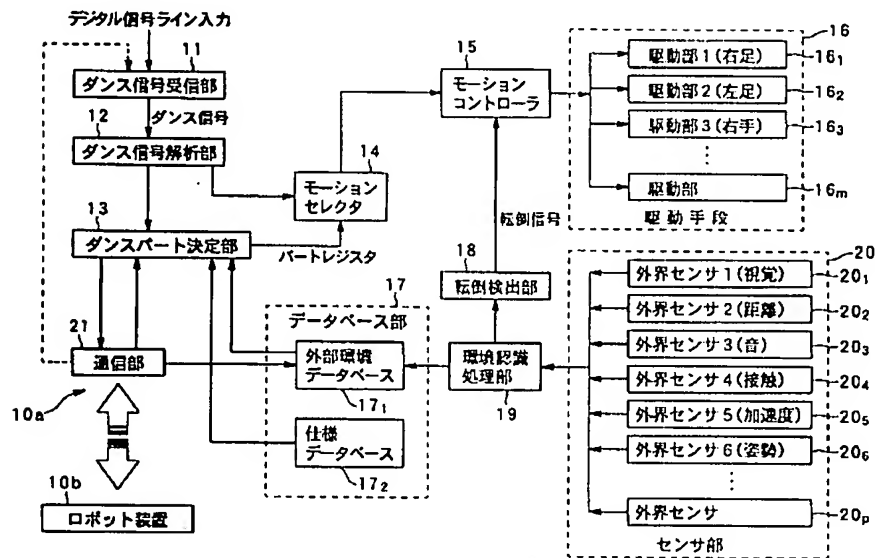 デジタル信号ライン入力
11
ダンス信号受信部
ダンス信号
12
ダンス信号解析部
13
ダンスパート決定部
パートレジスタ
14
モーション
セレクタ
15
モーション
コントローラ
16
駆動部1(右足)
16₁
駆動部2(左足)
16₂
駆動部3(右手)
16₃
⋮
駆動部
16m
駆動手段
転倒信号
18
転倒検出部
環境認識
処理部
19
17
データベース部
外部環境
データベース
17₁
仕様
データベース
17₂
21
通信部
10a
10b
ロボット装置
20
外界センサ1(視覚)
20₁
外界センサ2(距離)
20₂
外界センサ3(音)
20₃
外界センサ4(接触)
20₄
外界センサ5(加速度)
20₅
外界センサ6(姿勢)
20₆
⋮
外界センサ
20p
センサ部